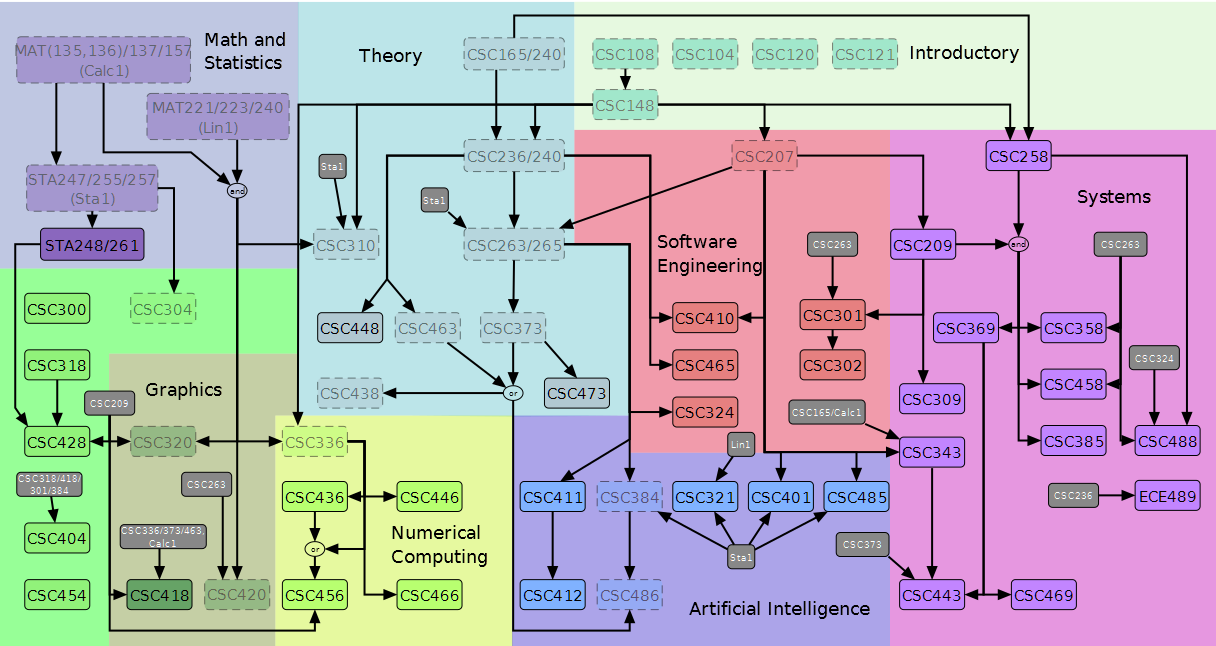 Math and
Statistics
MAT(135,136)/137/157
(Calc1)
MAT221/223/240
(Lin1)
STA247/255/257
(Sta1)
and
STA248/261
Theory
CSC165/240
CSC236/240
Sta1
Sta1
CSC310
CSC263/265
CSC448
CSC463
CSC373
CSC438
or
CSC473
Introductory
CSC108
CSC104
CSC120
CSC121
CSC148
CSC207
Software
Engineering
CSC410
CSC465
CSC324
CSC263
CSC301
CSC302
CSC165/Calc1
Systems
CSC258
CSC209
and
CSC263
CSC369
CSC358
CSC324
CSC458
CSC309
CSC385
CSC488
CSC343
CSC236
ECE489
CSC373
CSC443
CSC469
CSC300
CSC304
CSC318
CSC428
CSC318/418/
301/384
CSC404
CSC454
Graphics
CSC209
CSC320
CSC263
CSC336/373/463,
Calc1
CSC418
CSC420
CSC336
CSC436
CSC446
Numerical
Computing
or
CSC456
CSC466
Lin1
CSC411
CSC384
CSC321
CSC401
CSC485
Sta1
CSC412
CSC486
Artificial Intelligence